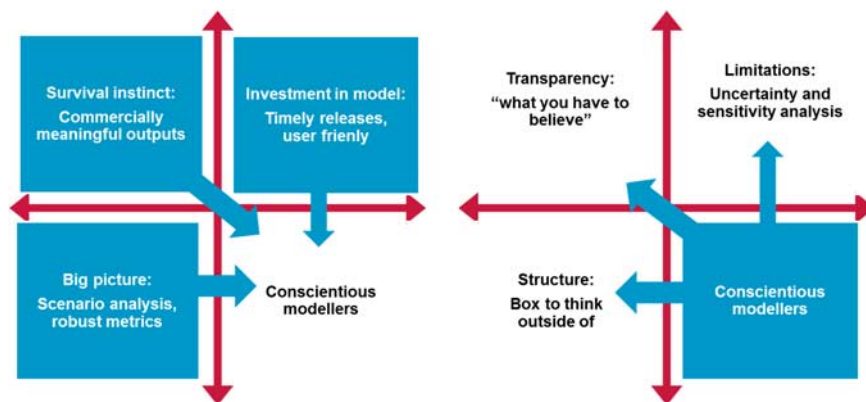 Survival instinct:
Commercially
meaningful outputs
Investment in model:
Timely releases,
user frienly
Big picture:
Scenario analysis,
robust metrics
Conscientious
modellers
Transparency:
“what you have to
believe”
Limitations:
Uncertainty and
sensitivity analysis
Structure:
Box to think
outside of
Conscientious
modellers